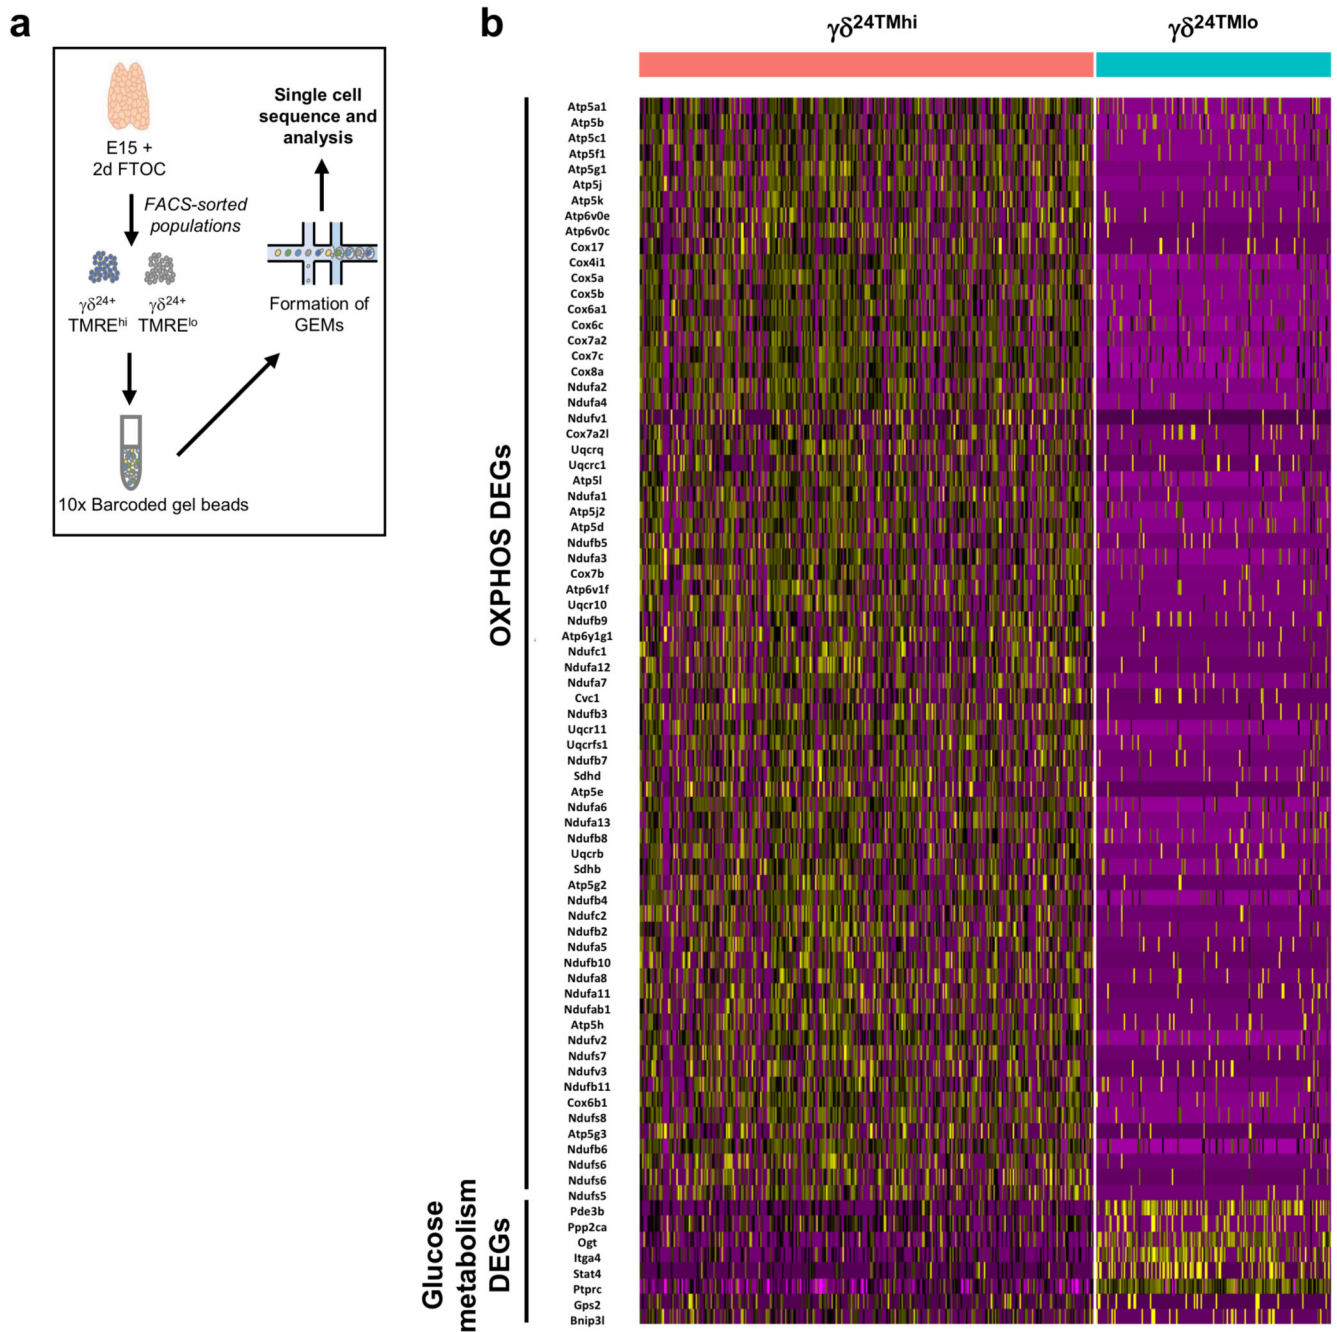 a
E15 +
2d FTOC
FACS-sorted
populations
γδ24+
TMREhi
γδ24+
TMRElo
10x Barcoded gel beads
Formation of
GEMs
Single cell
sequence and
analysis
b
γδ24TMhi
γδ24TMlo
OXPHOS DEGs
Atp5a1
Atp5b
Atp5c1
Atp5f1
Atp5g1
Atp5j
Atp5k
Atp6v0e
Atp6v0c
Cox17
Cox4i1
Cox5a
Cox5b
Cox6a1
Cox6c
Cox7a2
Cox7c
Cox8a
Ndufa2
Ndufa4
Ndufv1
Cox7a2l
Uqcrq
Uqcrc1
Atp5l
Ndufa1
Atp5j2
Atp5d
Ndufb5
Ndufa3
Cox7b
Atp6v1f
Uqcr10
Ndufb9
Atp6y1g1
Ndufc1
Ndufa12
Ndufa7
Cvc1
Ndufb3
Uqcr11
Uqcrfs1
Ndufb7
Sdhd
Atp5e
Ndufa6
Ndufa13
Ndufb8
Uqcrb
Sdhb
Atp5g2
Ndufb4
Ndufc2
Ndufb2
Ndufa5
Ndufb10
Ndufa8
Ndufa11
Ndufab1
Atp5h
Ndufv2
Ndufs7
Ndufv3
Ndufb11
Cox6b1
Ndufs8
Atp5g3
Ndufb6
Ndufs6
Ndufs6
Ndufs5
Glucose
metabolism
DEGs
Pde3b
Ppp2ca
Ogt
Itga4
Stat4
Ptprc
Gps2
Bnip3l